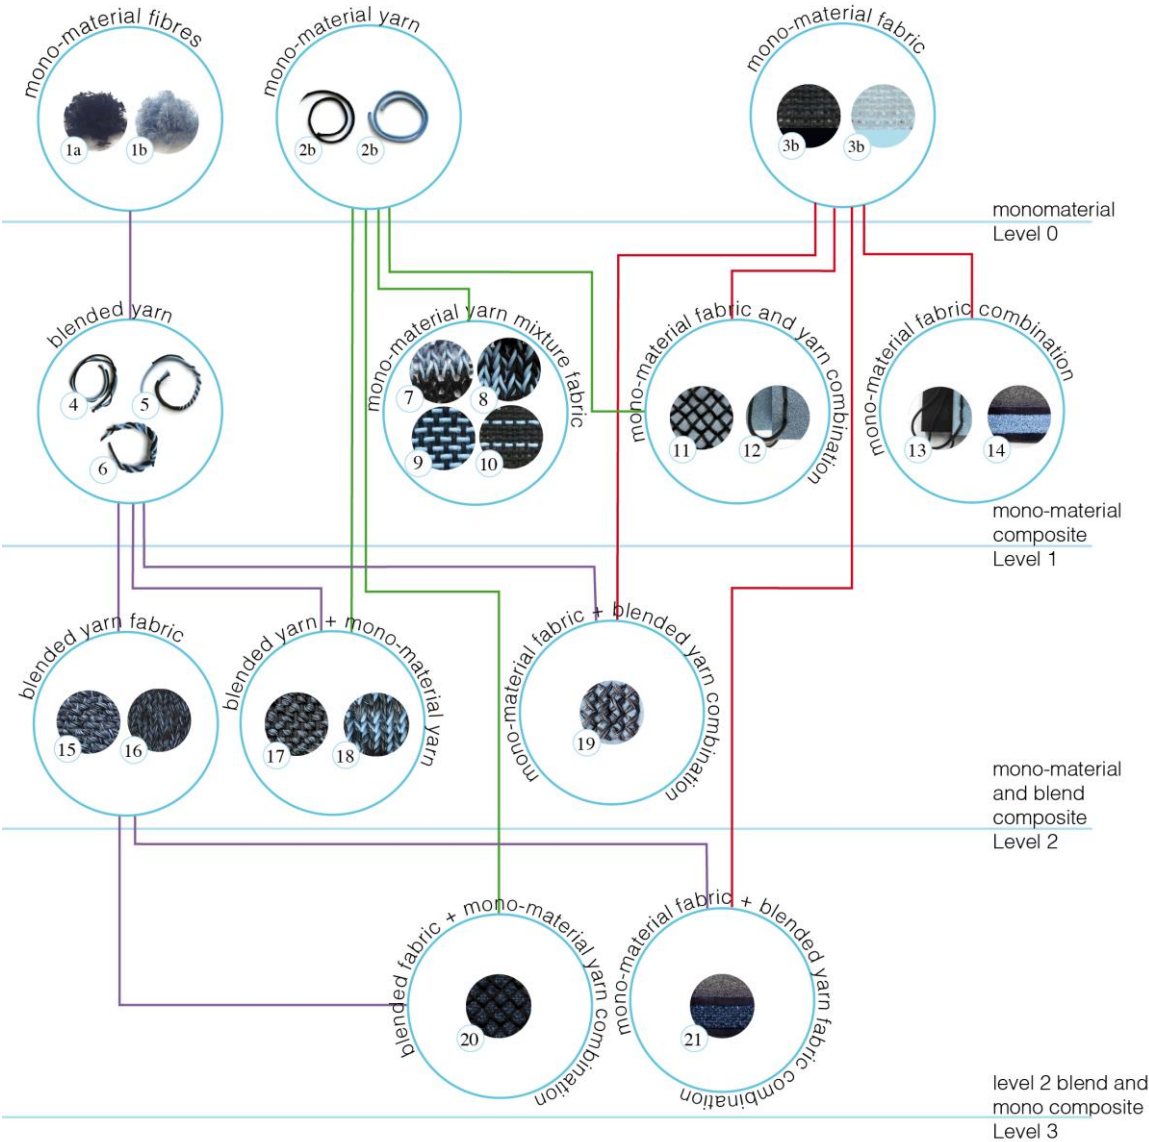 mono-material fibres
mono-material yarn
mono-material fabric
1a
1b
2b
2b
3b
3b
monomaterial
Level 0
blended yarn
mono-material yarn mixture fabric
mono-material fabric and yarn combination
mono-material fabric combination
4
5
6
7
8
9
10
11
12
13
14
mono-material
composite
Level 1
blended yarn fabric
blended yarn + mono-material yarn
mono-material fabric + blended yarn combination
15
16
17
18
19
mono-material
and blend
composite
Level 2
blended fabric + mono-material yarn combination
mono-material fabric + blended yarn fabric combination
20
21
level 2 blend and
mono composite
Level 3